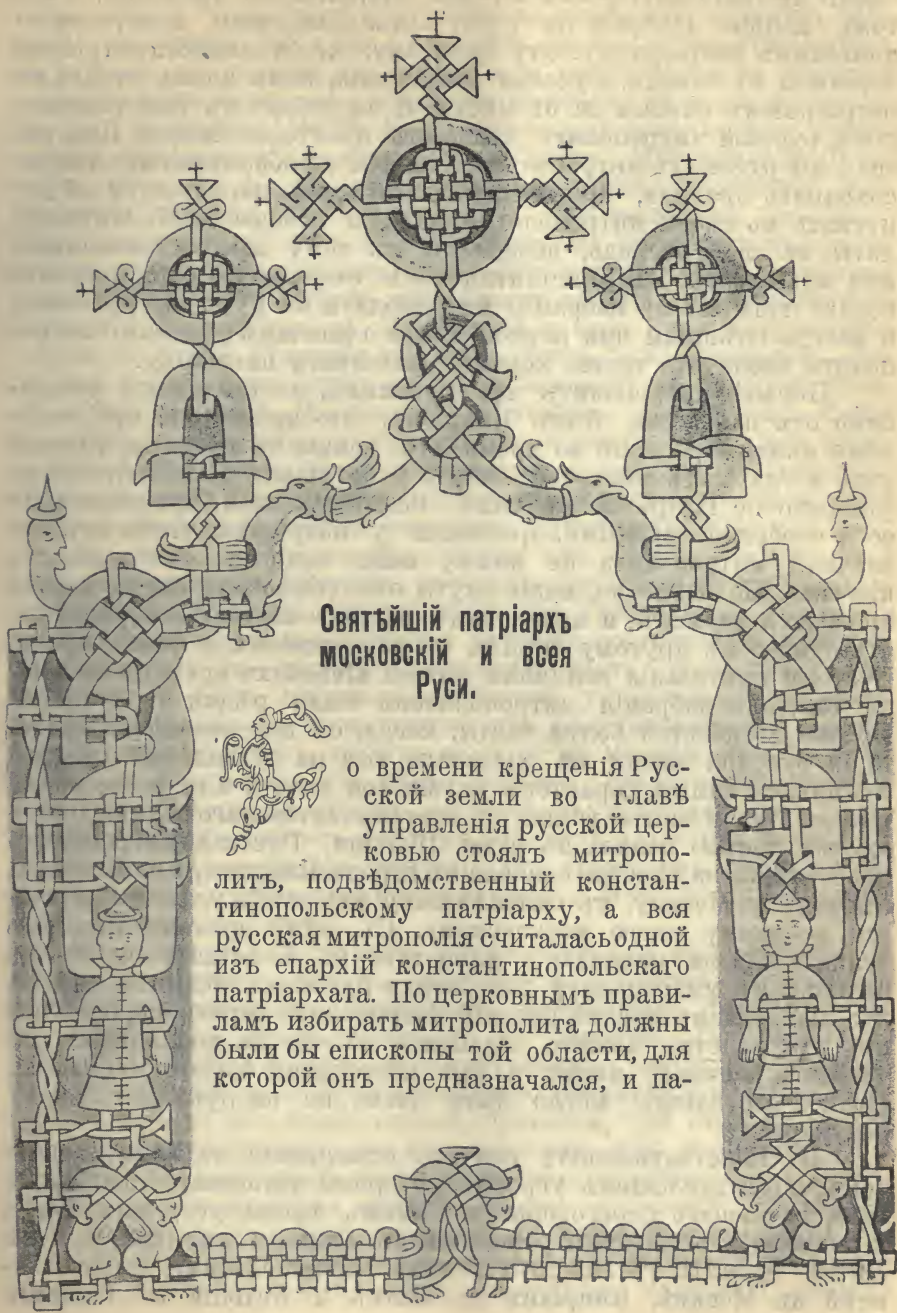 Святѣйшій патріархъ
московскій и всея
Руси.
Со времени крещенія Рус-
ской земли во главѣ
управленія русской цер-
ковью стоялъ митропо-
литъ, подвѣдомственный констан-
тинопольскому патріарху, а вся
русская митрополія считалась одной
изъ епархій константинопольскаго
патріархата. По церковнымъ прави-
ламъ избирать митрополита должны
были бы епископы той области, для
которой онъ предназначался, и па-